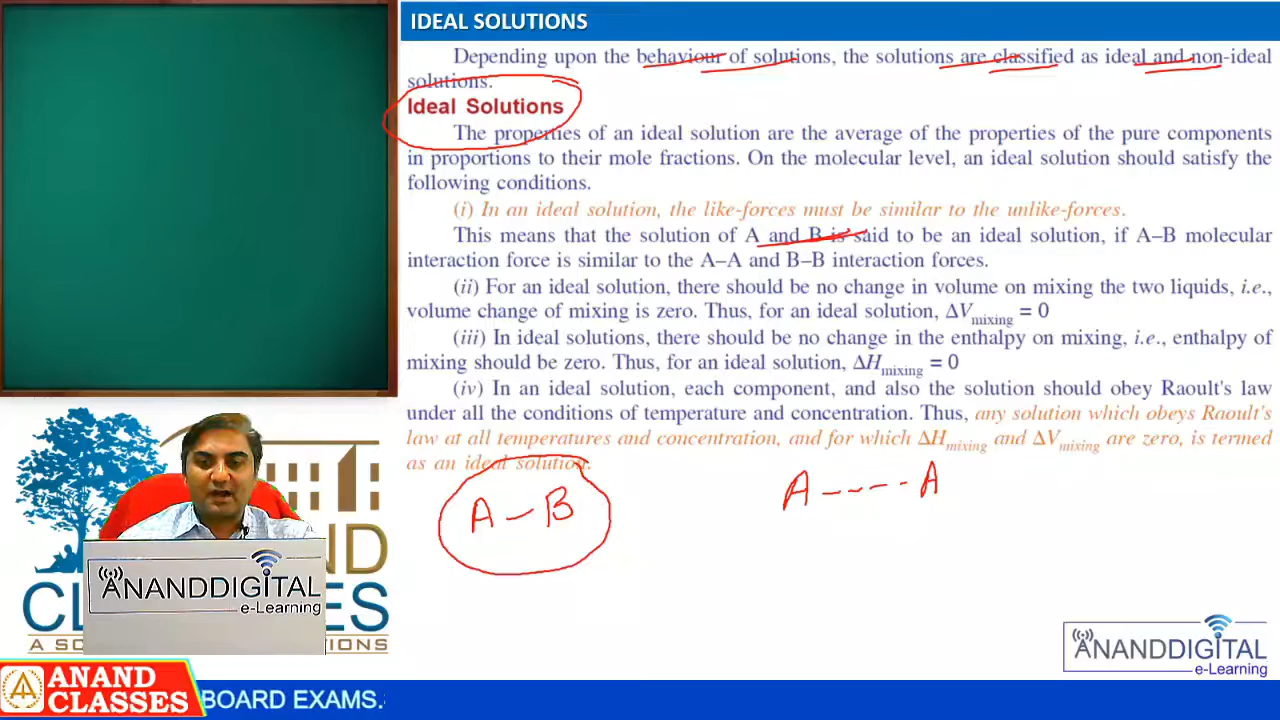 IDEAL SOLUTIONS
Depending upon the behaviour of solutions, the solutions are classified as ideal and non-ideal
solutions.
Ideal Solutions
The properties of an ideal solution are the average of the properties of the pure components
in proportions to their mole fractions. On the molecular level, an ideal solution should satisfy the
following conditions.
(i) In an ideal solution, the like-forces must be similar to the unlike-forces.
This means that the solution of A and B is said to be an ideal solution, if A–B molecular
interaction force is similar to the A–A and B–B interaction forces.
(ii) For an ideal solution, there should be no change in volume on mixing the two liquids, i.e.,
volume change of mixing is zero. Thus, for an ideal solution, ΔVmixing = 0
(iii) In ideal solutions, there should be no change in the enthalpy on mixing, i.e., enthalpy of
mixing should be zero. Thus, for an ideal solution, ΔHmixing = 0
(iv) In an ideal solution, each component, and also the solution should obey Raoult's law
under all the conditions of temperature and concentration. Thus, any solution which obeys Raoult's
law at all temperatures and concentration, and for which ΔHmixing and ΔVmixing are zero, is termed
as an ideal solution.
A – B
A ---- A
ND
CL ES
A SO IONS
ANANDDIGITAL
e-Learning
ANANDDIGITAL
e-Learning
ANAND
CLASSES
BOARD EXAMS.